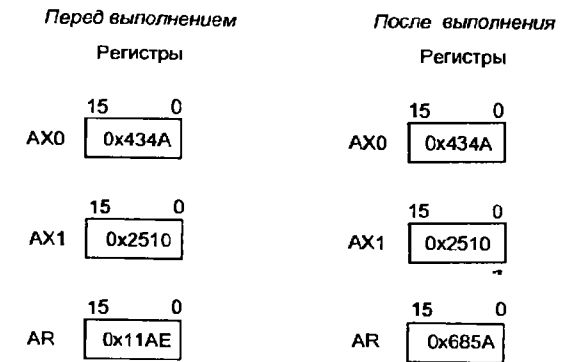 Перед выполнением
Регистры
15 0
AX0 0x434A
15 0
AX1 0x2510
15 0
AR 0x11AE
После выполнения
Регистры
15 0
AX0 0x434A
15 0
AX1 0x2510
15 0
AR 0x685A